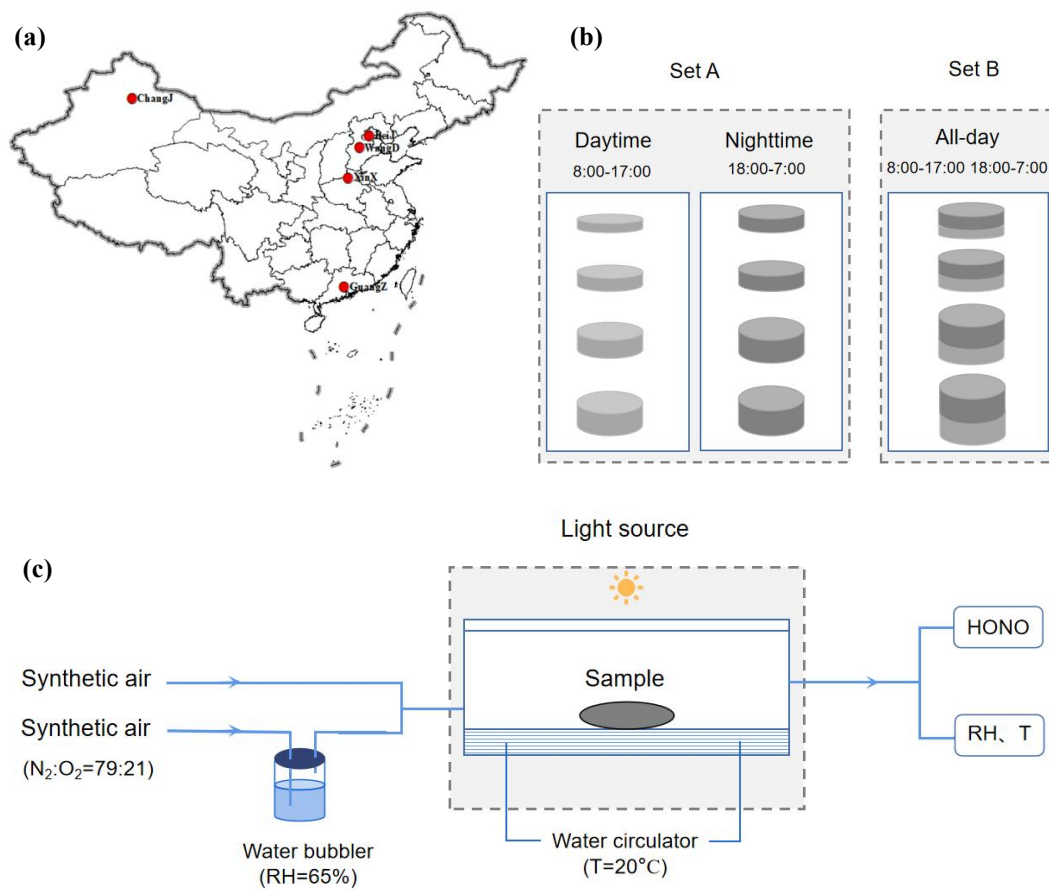 (a)
ChangJ
BeiJ
WangD
XinX
GuangZ
(b)
Set A
Set B
Daytime
8:00-17:00
Nighttime
18:00-7:00
All-day
8:00-17:00 18:00-7:00
(c)
Light source
Synthetic air
Synthetic air
(N₂:O₂=79:21)
Water bubbler
(RH=65%)
Sample
Water circulator
(T=20°C)
HONO
RH、T